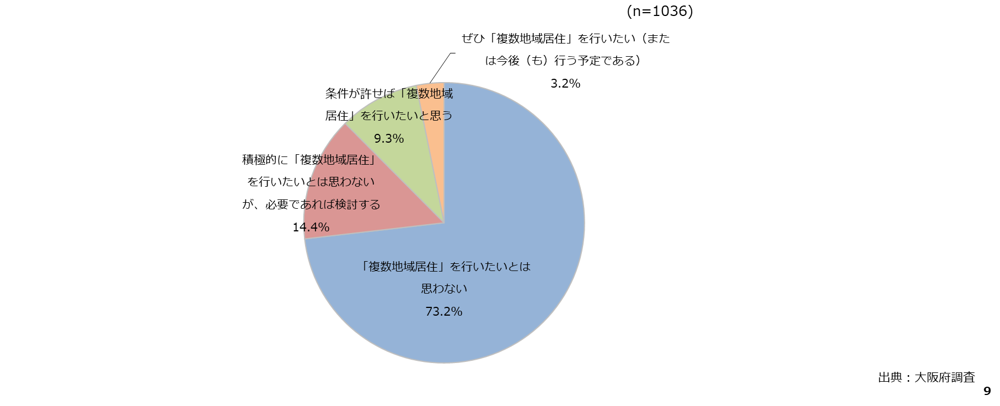 (n=1036)
ぜひ「複数地域居住」を行いたい（また
は今後（も）行う予定である）
3.2%
条件が許せば「複数地域
居住」を行いたいと思う
9.3%
積極的に「複数地域居住」
を行いたいとは思わない
が、必要であれば検討する
14.4%
「複数地域居住」を行いたいとは
思わない
73.2%
出典：大阪府調査
9